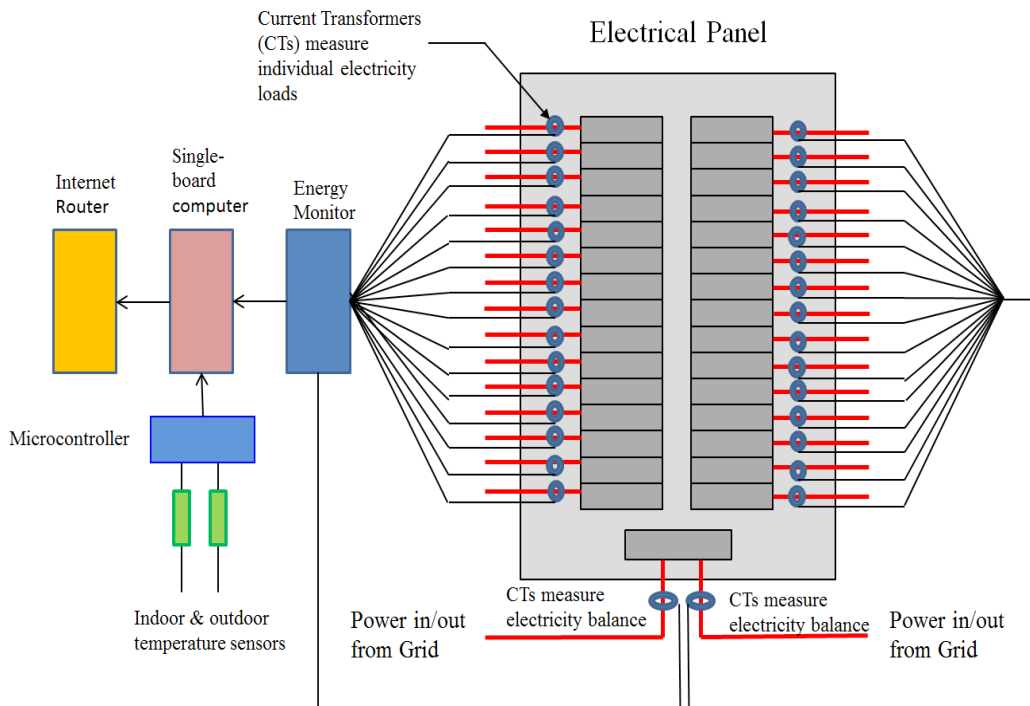 Current Transformers
(CTs) measure
individual electricity
loads
Electrical Panel
Internet
Router
Single-
board
computer
Energy
Monitor
Microcontroller
Indoor & outdoor
temperature sensors
CTs measure
electricity balance
CTs measure
electricity balance
Power in/out
from Grid
Power in/out
from Grid